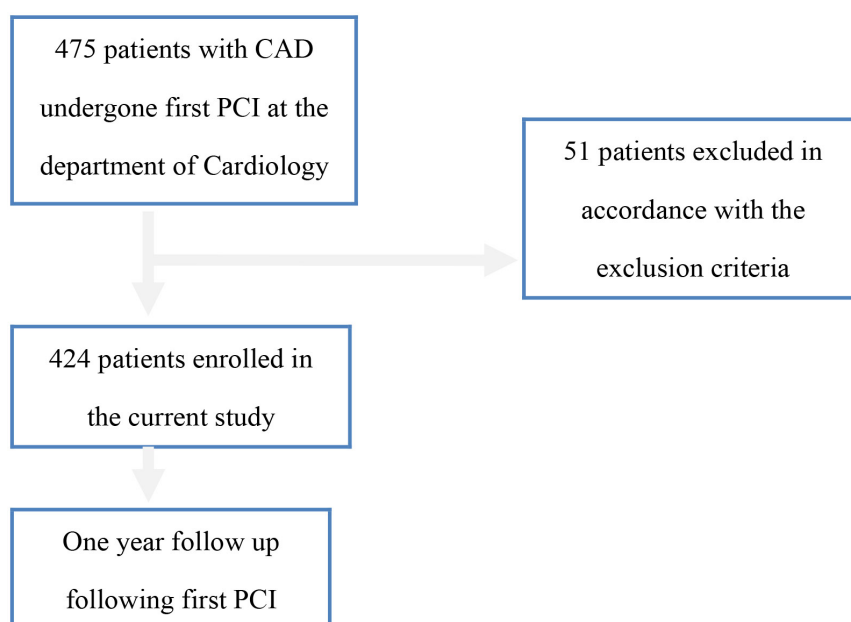 475 patients with CAD
undergone first PCI at the
department of Cardiology
51 patients excluded in
accordance with the
exclusion criteria
424 patients enrolled in
the current study
One year follow up
following first PCI